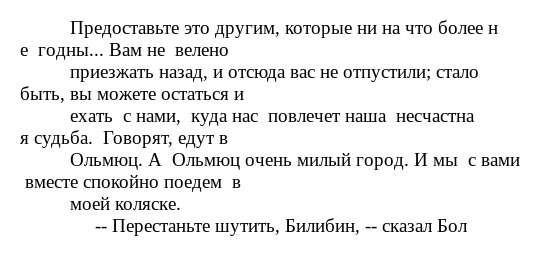 Предоставьте это другим, которые ни на что более н
е  годны... Вам не  велено
приезжать назад, и отсюда вас не отпустили; стало
быть, вы можете остаться и
ехать  с нами,  куда нас  повлечет наша  несчастна
я судьба.  Говорят, едут в
Ольмюц. А  Ольмюц очень милый город. И мы  с вами
вместе спокойно поедем  в
моей коляске.
-- Перестаньте шутить, Билибин, -- сказал Бол